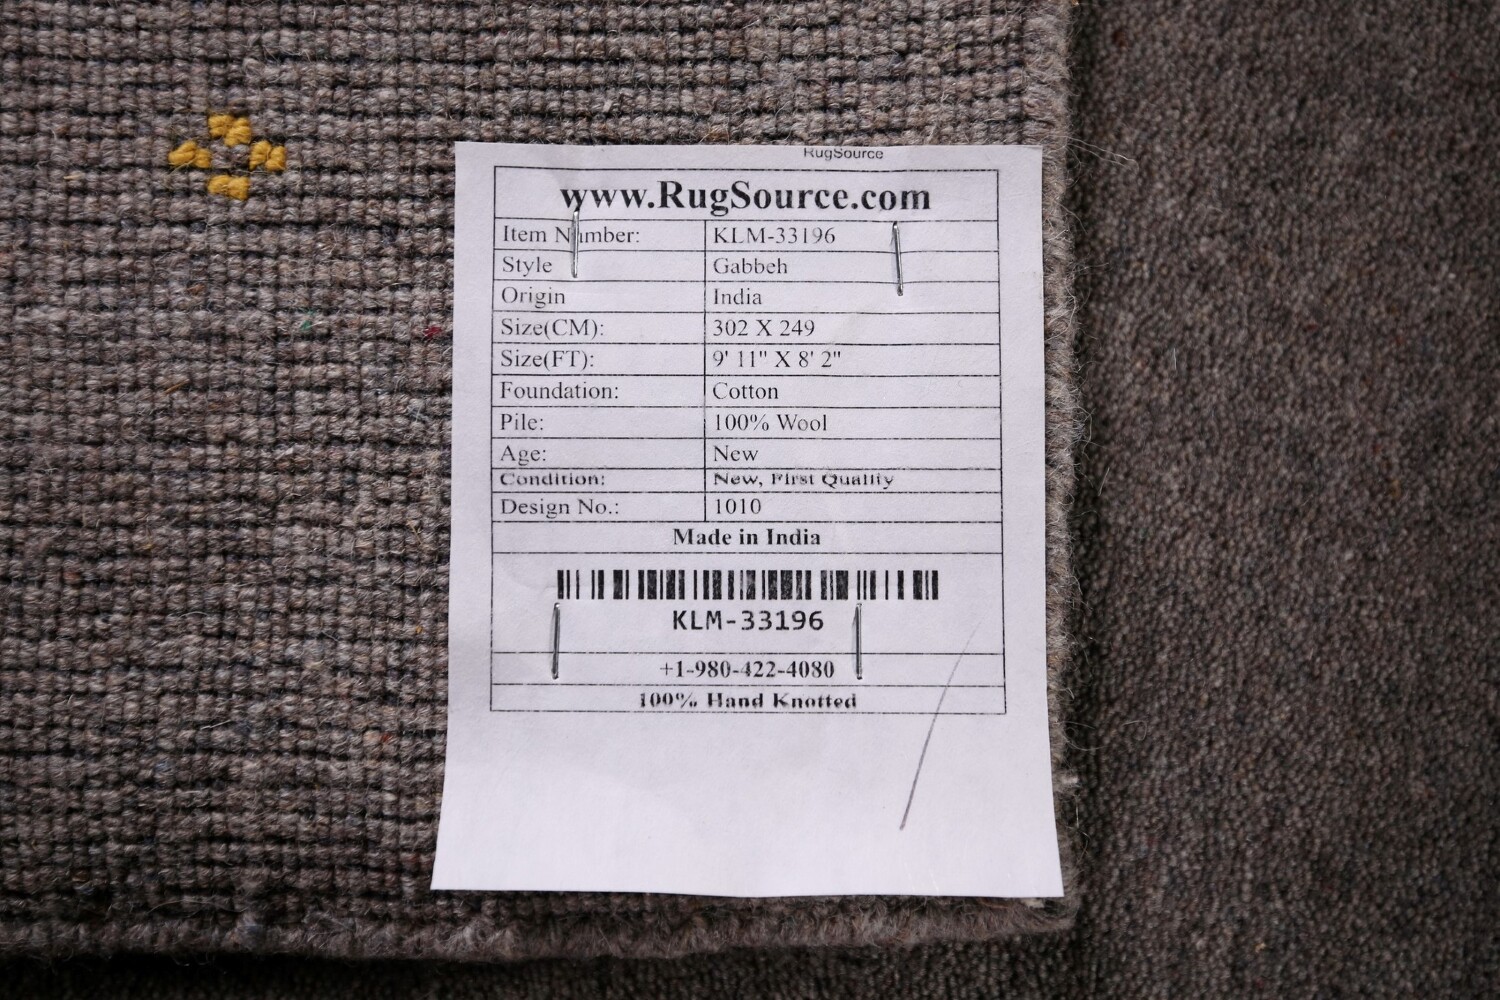 RugSource
www.RugSource.com
Item Number: KLM-33196
Style Gabbeh
Origin India
Size(CM): 302 X 249
Size(FT): 9' 11" X 8' 2"
Foundation: Cotton
Pile: 100% Wool
Age: New
Condition: New, First Quality
Design No.: 1010
Made in India
KLM-33196
+1-980-422-4080
100% Hand Knotted